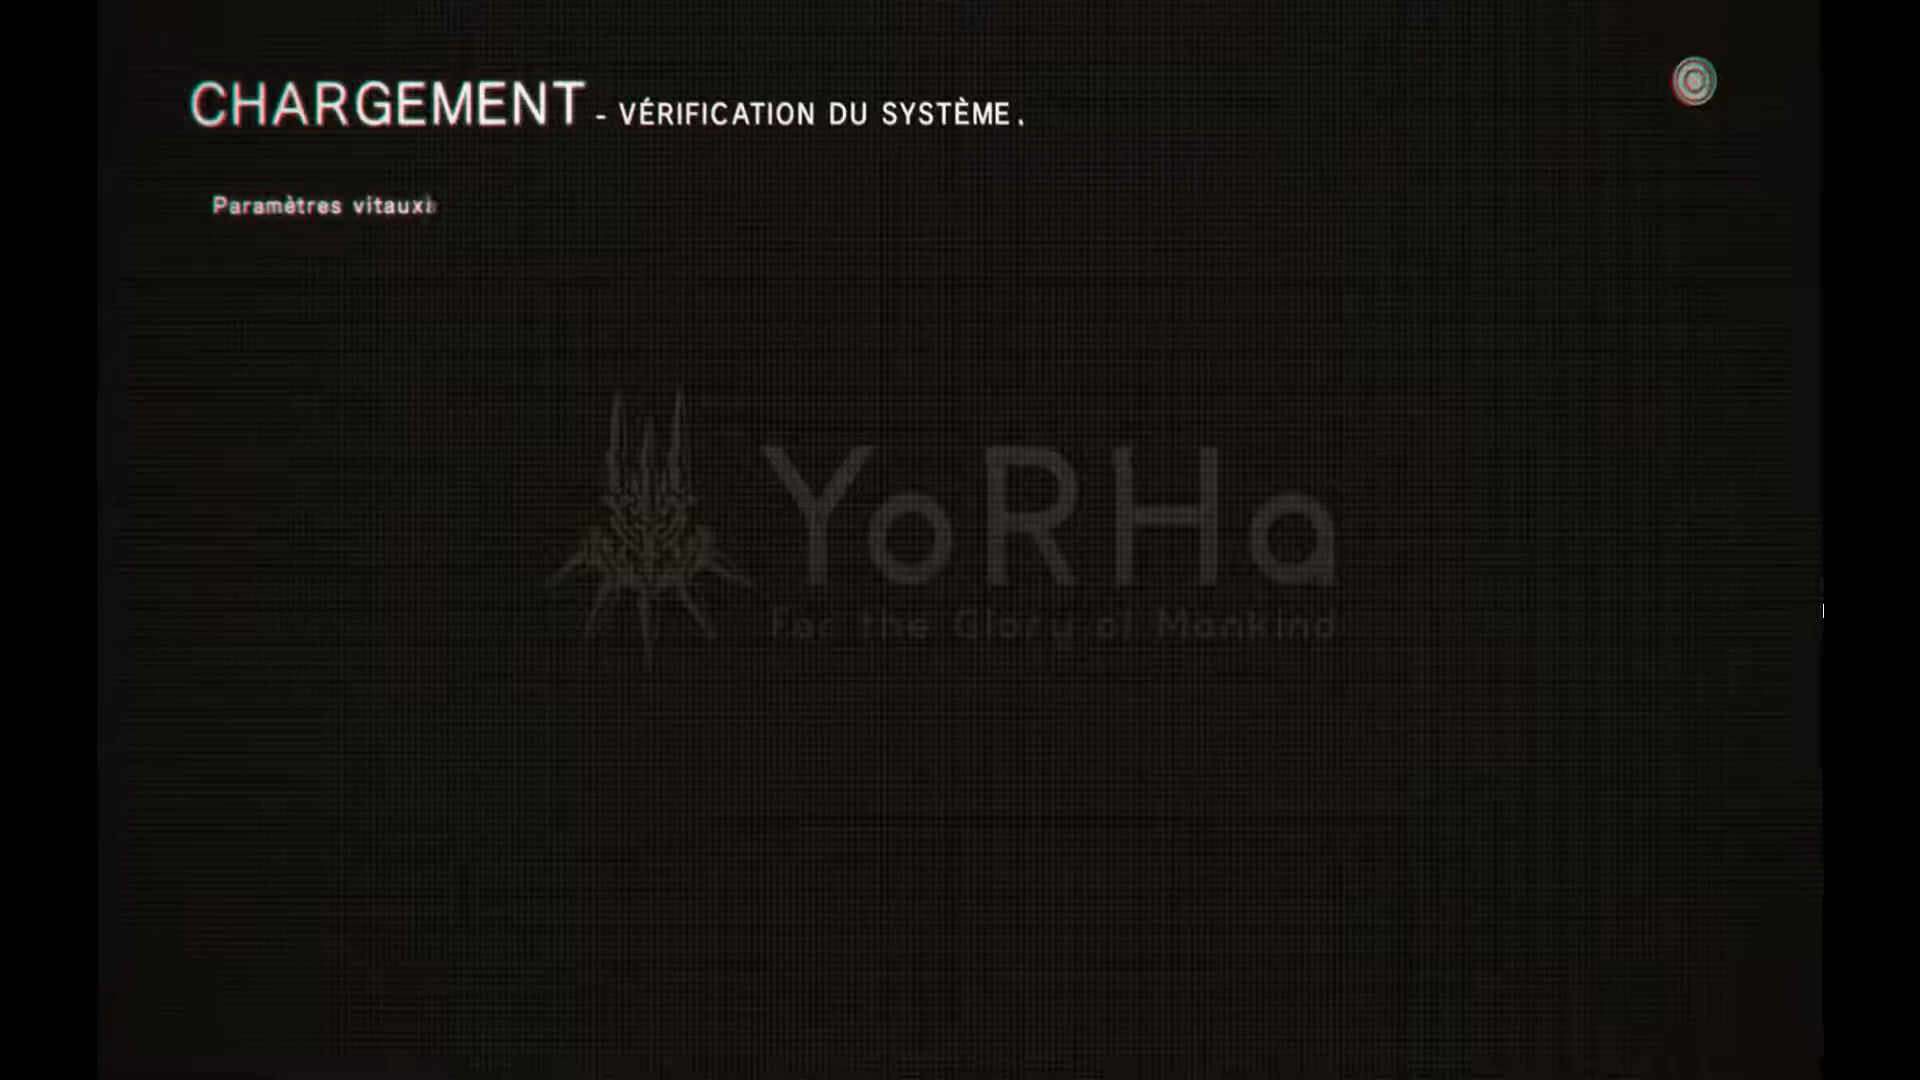 CHARGEMENT - VÉRIFICATION DU SYSTÈME.
Paramètres vitaux
YoRHa
For the Glory of Mankind